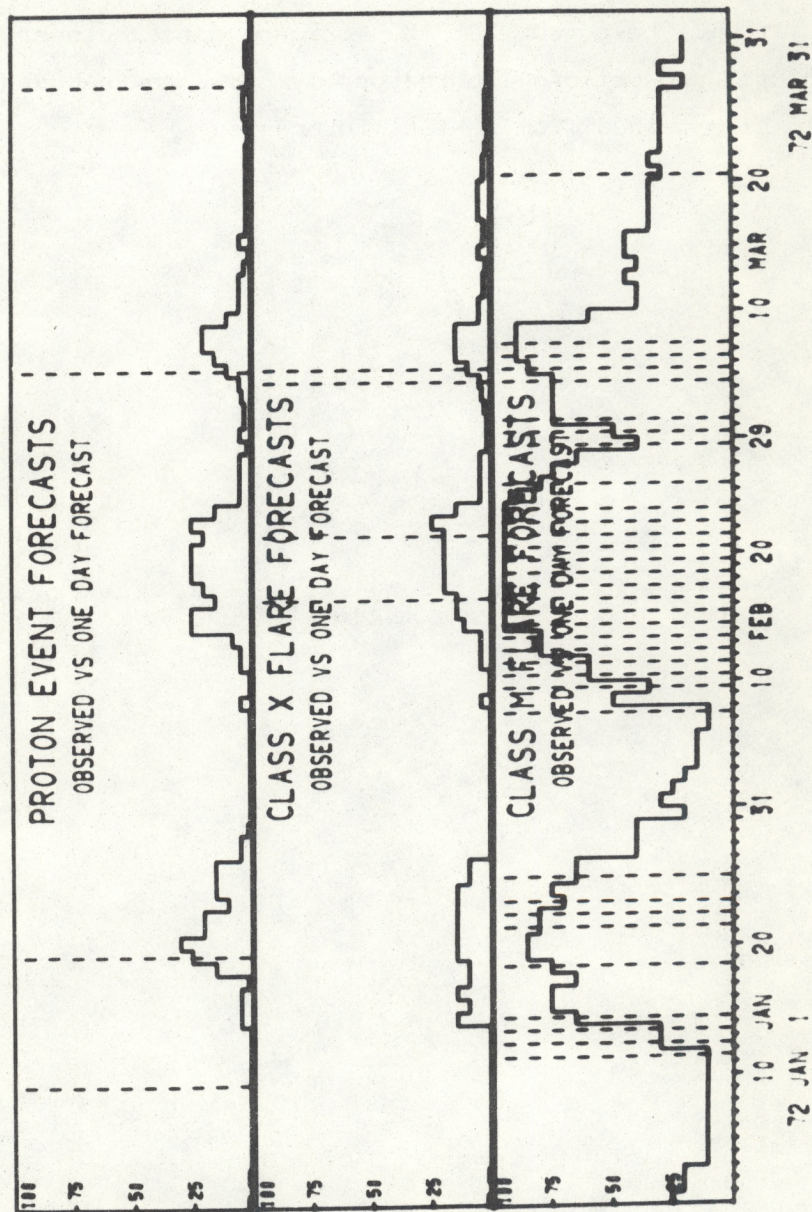 PROTON EVENT FORECASTS
OBSERVED VS ONE DAY FORECAST
100
75
50
25
CLASS X FLARE FORECASTS
OBSERVED VS ONE DAY FORECAST
100
75
50
25
CLASS M FLARE FORECASTS
OBSERVED VS ONE DAY FORECAST
100
75
50
25
10 JAN 20 31 10 FEB 20 29 10 MAR 20 31
72 JAN 1 72 MAR 31